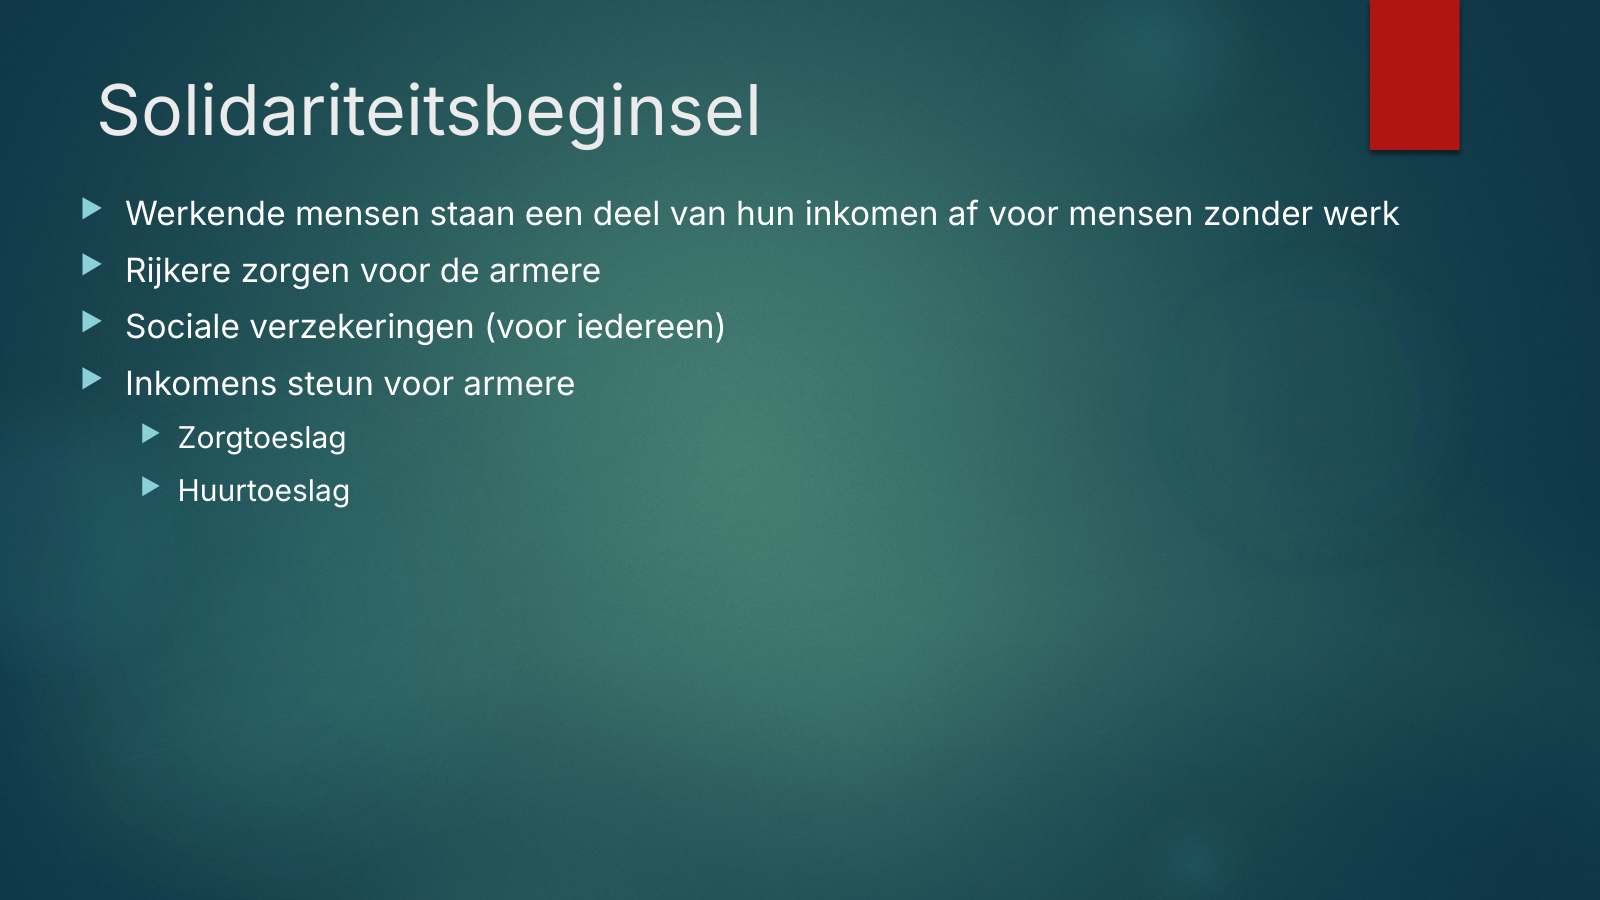 Solidariteitsbeginsel
Werkende mensen staan een deel van hun inkomen af voor mensen zonder werk
Rijkere zorgen voor de armere
Sociale verzekeringen (voor iedereen)
Inkomens steun voor armere
Zorgtoeslag
Huurtoeslag